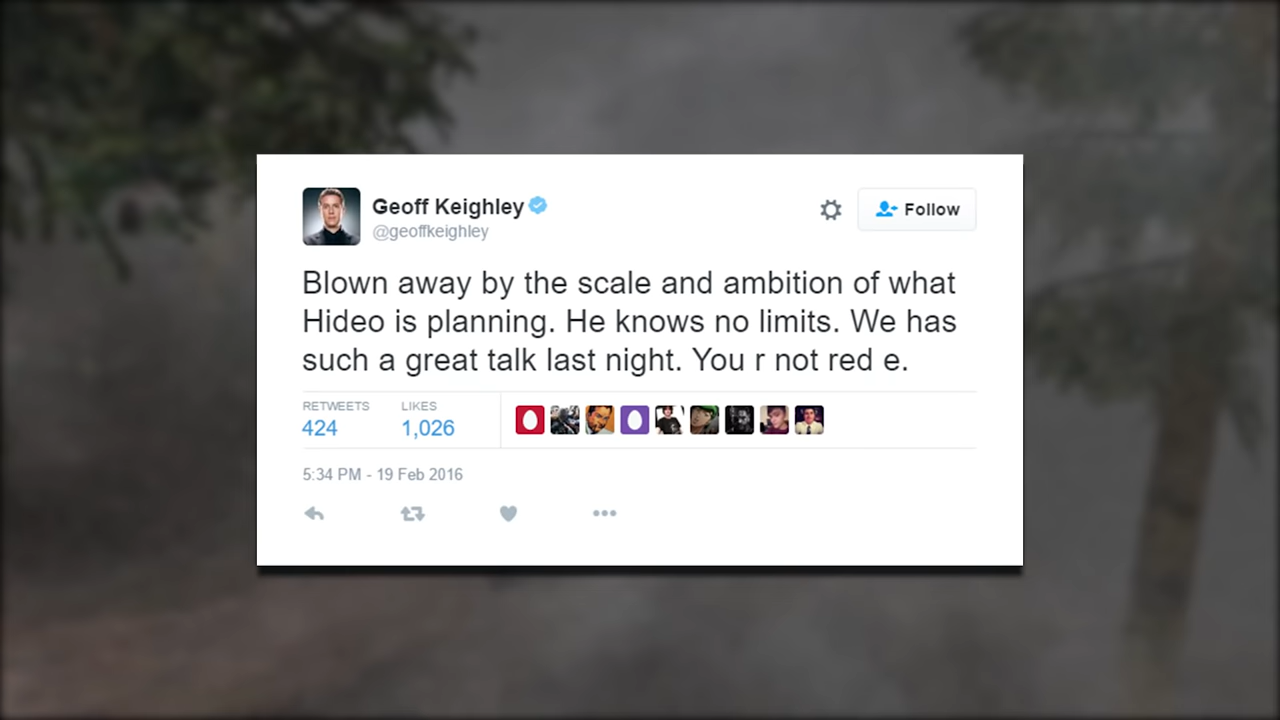 Geoff Keighley
@geoffkeighley
Follow
Blown away by the scale and ambition of what
Hideo is planning. He knows no limits. We has
such a great talk last night. You r not red e.
RETWEETS LIKES
424 1,026
5:34 PM - 19 Feb 2016